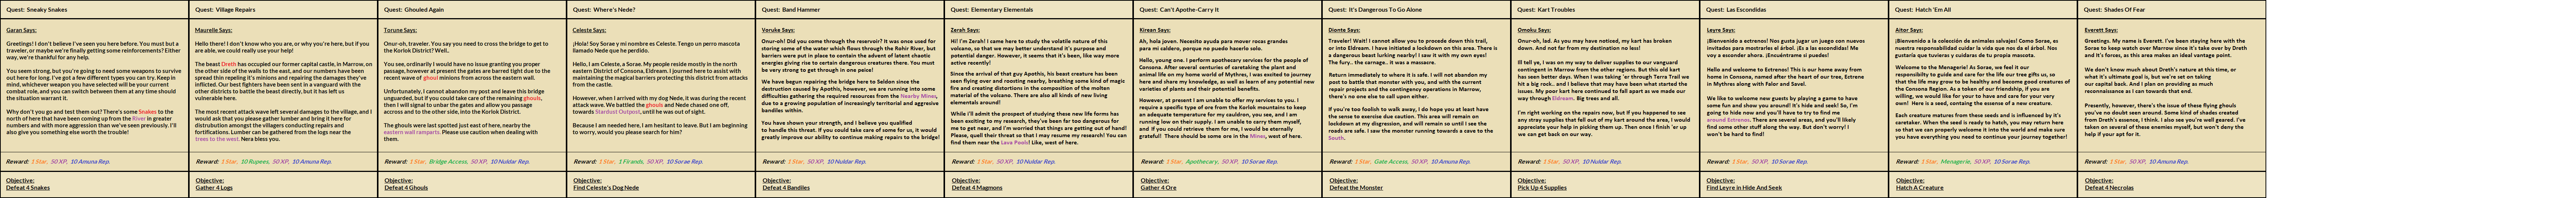 Quest: Sneaky Snakes
Garan Says:
Greetings! I don't believe I've seen you here before. You must be a
traveler, or maybe we're finally getting some reinforcements? Either
way, we're thankful for any help.
You seem strong, but you're going to need some weapons to survive
out here for long. I've got a few different types you can try. Keep in
mind, whichever weapon you have selected will be your current
combat role, and you can switch between them at any time should
the situation warrant it.
Why don't you go and test them out? There's some Snakes to the
north of here that have been coming up from the River in greater
numbers and with more aggression than we've seen previously. I'll
also give you something else worth the trouble!
Reward: 1 Star, 50 XP, 10 Amuna Rep.
Objective:
Defeat 4 Snakes
Quest: Village Repairs
Maurelle Says:
Hello there! I don't know who you are, or why you're here, but if you
are able, we could really use your help!
The beast Dreth has occupied our former capital castle, in Marrow, on
the other side of the walls to the east, and our numbers have been
spread thin repelling it's minions and repairing the damages they've
inflicted. Our best fighters have been sent in a vanguard with the
other districts to battle the beast directly, but it has left us
vulnerable here.
The most recent attack wave left several damages to the village, and I
would ask that you please gather lumber and bring it here for
distribution amongst the villagers conducting repairs and
fortifications. Lumber can be gathered from the logs near the
trees to the west. Nera bless you.
Reward: 1 Star, 10 Rupees, 50 XP, 10 Amuna Rep.
Objective:
Gather 4 Logs
Quest: Ghouled Again
Torune Says:
Onur-oh, traveler. You say you need to cross the bridge to get to
the Korlok District? Well..
You see, ordinarily I would have no issue granting you proper
passage, however at present the gates are barred tight due to the
recent wave of ghoul minions from across the eastern wall.
Unfortunately, I cannot abandon my post and leave this bridge
unguarded, but if you could take care of the remaining ghouls,
then I will signal to unbar the gates and allow you passage
accross and to the other side, into the Korlok District.
The ghouls were last spotted just east of here, nearby the
eastern wall ramparts. Please use caution when dealing with
them.
Reward: 1 Star, Bridge Access, 50 XP, 10 Nuldar Rep.
Objective:
Defeat 4 Ghouls
Quest: Where's Nede?
Celeste Says:
¡Hola! Soy Sorae y mi nombre es Celeste. Tengo un perro mascota
llamado Nede que he perdido.
Hello, I am Celeste, a Sorae. My people reside mostly in the north
eastern District of Consona, Eldream. I journed here to assist with
maintaining the magical barriers protecting this district from attacks
from the castle.
However, when I arrived with my dog Nede, it was during the recent
attack wave. We battled the ghouls and Nede chased one off,
towards Stardust Outpost, until he was out of sight.
Because I am needed here, I am hesitant to leave. But I am beginning
to worry, would you please search for him?
Reward: 1 Star, 1 Firands, 50 XP, 10 Sorae Rep.
Objective:
Find Celeste's Dog Nede
Quest: Band Hammer
Voruke Says:
Onur-oh! Did you come through the reservoir? It was once used for
storing some of the water which flows through the Rohir River, but
barriers were put in place to contain the advent of latent chaotic
energies giving rise to certain dangerous creatures there. You must
be very strong to get through in one peice!
We have begun repairing the bridge here to Seldon since the
destruction caused by Apothis, however, we are running into some
difficulties gathering the required resources from the Nearby Mines,
due to a growing population of increasingly territorial and aggressive
bandiles within.
You have shown your strength, and I believe you qualified
to handle this threat. If you could take care of some for us, it would
greatly improve our ability to continue making repairs to the bridge!
Reward: 1 Star, 50 XP, 10 Nuldar Rep.
Objective:
Defeat 4 Bandiles
Quest: Elementary Elementals
Zarah Says:
Hi! I'm Zarah! I came here to study the volatile nature of this
volcano, so that we may better understand it's purpose and
potential danger. However, it seems that it's been, like way more
active recently!
Since the arrival of that guy Apothis, his beast creature has been
seen flying over and roosting nearby, breathing some kind of magic
fire and creating distortions in the composition of the molten
material of the volcano. There are also all kinds of new living
elementals around!
While I'll admit the prospect of studying these new life forms has
been exciting to my research, they've been far too dangerous for
me to get near, and I'm worried that things are getting out of hand!
Please, quell their threat so that I may resume my research! You can
find them near the Lava Pools! Like, west of here.
Reward: 1 Star, 50 XP, 10 Nuldar Rep.
Objective:
Defeat 4 Magmons
Quest: Can't Apothe-Carry It
Kireen Says:
Ah, hola joven. Necesito ayuda para mover rocas grandes
para mi caldero, porque no puedo hacerlo solo.
Hello, young one. I perform apothecary services for the people of
Consona. After several centuries of cataloging the plant and
animal life on my home world of Mythes, I was excited to journey
here and share my knowledge, as well as learn of any potential new
varieties of plants and their potential benefits.
However, at present I am unable to offer my services to you. I
require a specific type of ore from the Korlok mountains to keep
an adequate temperature for my cauldron, you see, and I am
running low on their supply. I am unable to carry them myself,
and if you could retrieve them for me, I would be eternally
grateful! There should be some ore in the Mines, west of here.
Reward: 1 Star, Apothecary, 50 XP, 10 Sorae Rep.
Objective:
Gather 4 Ore
Quest: It's Dangerous To Go Alone
Dionte Says:
Traveler! Wait! I cannot allow you to procede down this trail,
or into Eldream. I have initiated a lockdown on this area. There is
a dangerous beast lurking nearby! I saw it with my own eyes!
The fury.. the carnage.. it was a massacre.
Return immediately to where it is safe. I will not abandon my
post to battle that monster with you, and with the current
repair projects and the contingency operations in Marrow,
there's no one else to call upon either.
If you're too foolish to walk away, I do hope you at least have
the sense to exercise due caution. This area will remain on
lockdown at my disgression, and will remain so until I see the
roads are safe. I saw the monster running towards a cave to the
South.
Reward: 1 Star, Gate Access, 50 XP, 10 Amuna Rep.
Objective:
Defeat the Monster
Quest: Kart Troubles
Omoku Says:
Onur-oh, lad. As you may have noticed, my kart has broken
down. And not far from my destination no less!
Ill tell ye, I was on my way to deliver supplies to our vanguard
contingent, battling in Marrow at the front lines. But this old kart
has seen better days. When I was taking 'er through Terra Trail we
hit a big rock.. and I believe that may have been what started the
issues. My poor kart here continued to fall apart as we made our
way through Eldream. Big trees and all.
I'm right working on the repairs now, but if you happened to see
any stray supplies that fell out of my kart around the area, I would
appreciate your help in picking them up. Then once I finish 'er up
we can get back on our way.
Reward: 1 Star, 50 XP, 10 Nuldar Rep.
Objective:
Pick Up 4 Supplies
Quest: Las Escondidas
Leyre Says:
¡Bienvenido a extrenos! Nos gusta jugar un juego con nuevos
invitados para mostrarles el árbol. ¡Es a las escondidas! Me
voy a esconder ahora. ¡Encuéntrame si puedes!
Hello and welcome to Estrenos! This is our home away from
home in Consona, named after the heart of our tree, Estrene
in Mythos along with Palor and Savel.
We like to welcome new guests by playing a game to have
some fun and show you around! It's hide and seek! So, I'm
going to hide now and you'll have to try to find me
around Estrenos. There are several areas, and you'll likely
find some other stuff along the way. But don't worry! I
won't be hard to find!
Reward: 1 Star, 50 XP, 10 Sorae Rep.
Objective:
Find Leyre in Hide And Seek
Quest: Hatch 'Em All
Aitor Says:
¡Bienvenido a la colección de animales salvajes! Como Sorae, es
nuestra responsabilidad cuidar la vida que nos da el árbol. Nos
gustaría que tuvieras y cuidaras de tu propia mascota.
Welcome to the Menagerie! As Sorae, we feel it our
responsibility to guide and care for the life our tree gifts us, so
that the life may grow to be healthy and become good creatures of
the Consona Region. As a token of our friendship, if you are
willing, we would like for your to have and care for your very
own! Here is a seed, containg the essense of a new creature.
Each creature matures from these seeds and is influenced by it's
caretaker. When the seed is ready to hatch, you may return here
so that we can properly welcome it into the world and make sure
you have everything you need to continue your journey together!
Reward: 1 Star, Menagerie, 50 XP, 10 Sorae Rep.
Objective:
Hatch A Creature
Quest: Shades Of Fear
Everett Says:
Greetings. My name is Everett. I've been staying here with the
Sorae to keep watch over Marrow since it's take over by Dreth
and it's forces, as this area makes an ideal vantage point.
We don't know much about Dreth's nature at this time, or
what it's ultimate goal is, but we're set on taking
our capital back. And I plan on providing as much
reconnaisance as I can towards that end.
Presently, however, there's the issue of these flying ghouls
you've no doubt seen around. Some kind of shades created
from Dreth's essence, I think. I also see you're well geared. I've
taken on several of these enemies myself, but won't deny the
help if your apt for it.
Reward: 1 Star, 50 XP, 10 Amuna Rep.
Objective:
Defeat 4 Necrolas